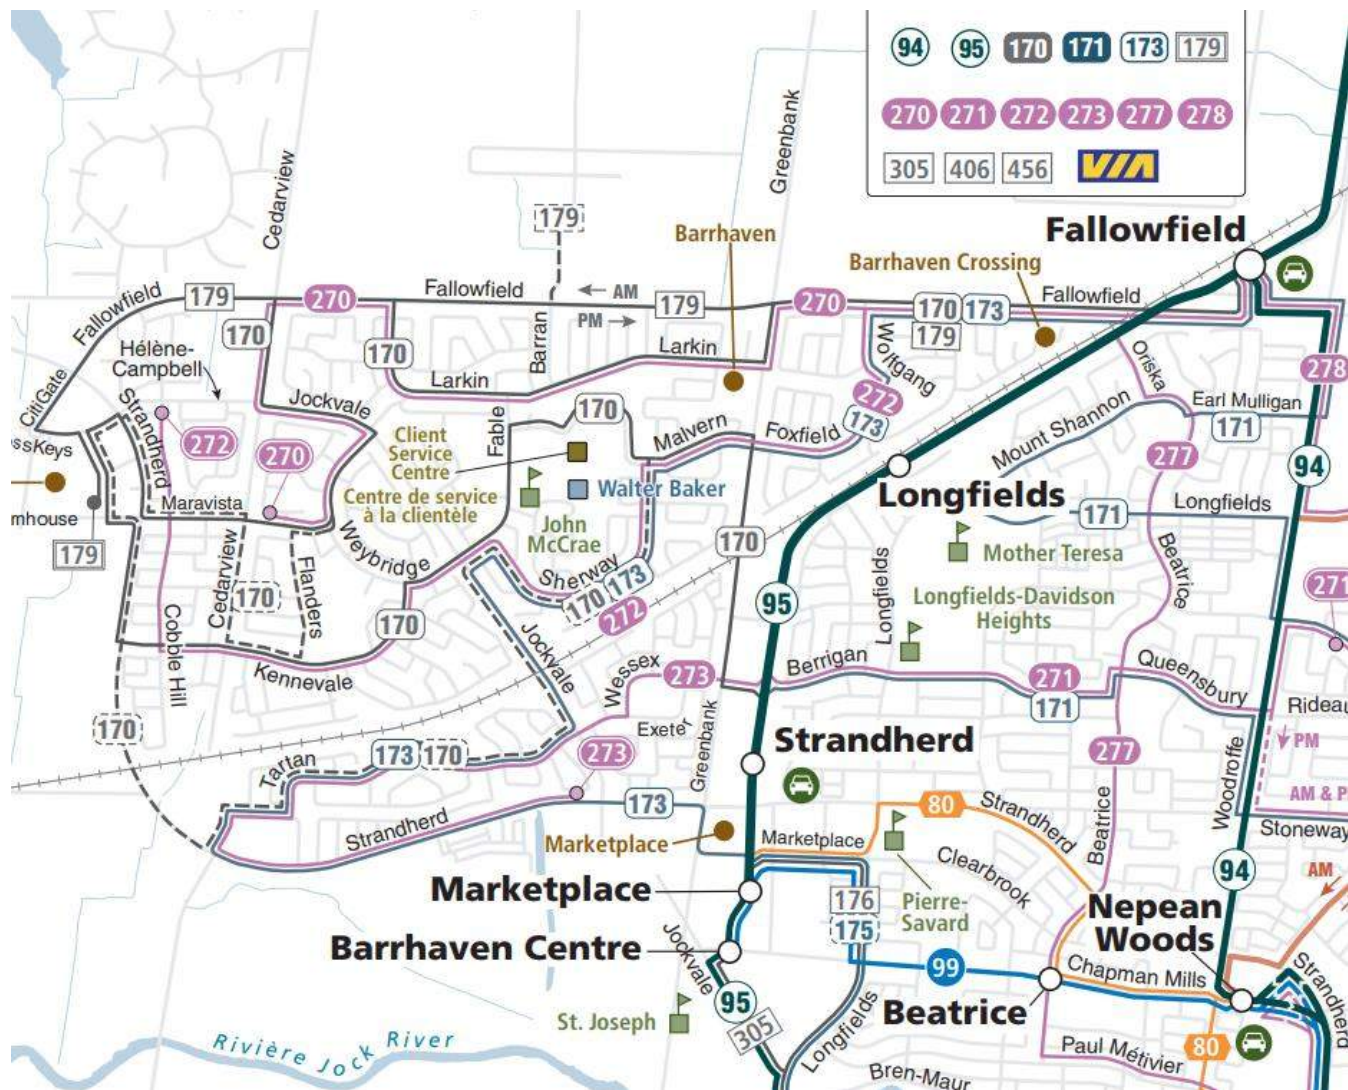 94 95 170 171 173 179
270 271 272 273 277 278
305 406 456 VIA
Greenbank
Cedarview
179
Fallowfield
Barrhaven
Barrhaven Crossing
Fallowfield
179
270
Fallowfield
AM
PM
179
270
170 173
179
Fallowfield
Hélène-
Campbell
170
170
Barran
Larkin
Larkin
Wolfgang
Oriska
278
CitiGate
Strandherd
Jockvale
Fable
170
272
173
Mount Shannon
Earl Mulligan
171
Malvern
Foxfield
272
270
Client
Service
Centre
Centre de service
à la clientèle
277
94
Longfields
Walter Baker
Maravista
John
McCrae
171
Longfields
179
Weybridge
170
Mother Teresa
Beatrice
Cedarview
170
Flanders
Sherway
170 173
272
95
Longfields
Longfields-Davidson
Heights
271
Cobble Hill
170
Kennevale
Jockvale
Wessex
273
Berrigan
271
171
Queensbury
170
Exeter
Greenbank
Strandherd
277
Woodroffe
PM
Tartan
173 170
273
Strandherd
173
Marketplace
Marketplace
80
Strandherd
Beatrice
Stoneway
Clearbrook
AM
94
Marketplace
176
175
Pierre-
Savard
Nepean
Woods
Barrhaven Centre
Jockvale
99
Chapman Mills
Strandherd
95
305
Beatrice
St. Joseph
Longfields
Paul Métivier
80
Rivière Jock River
Bren-Maur